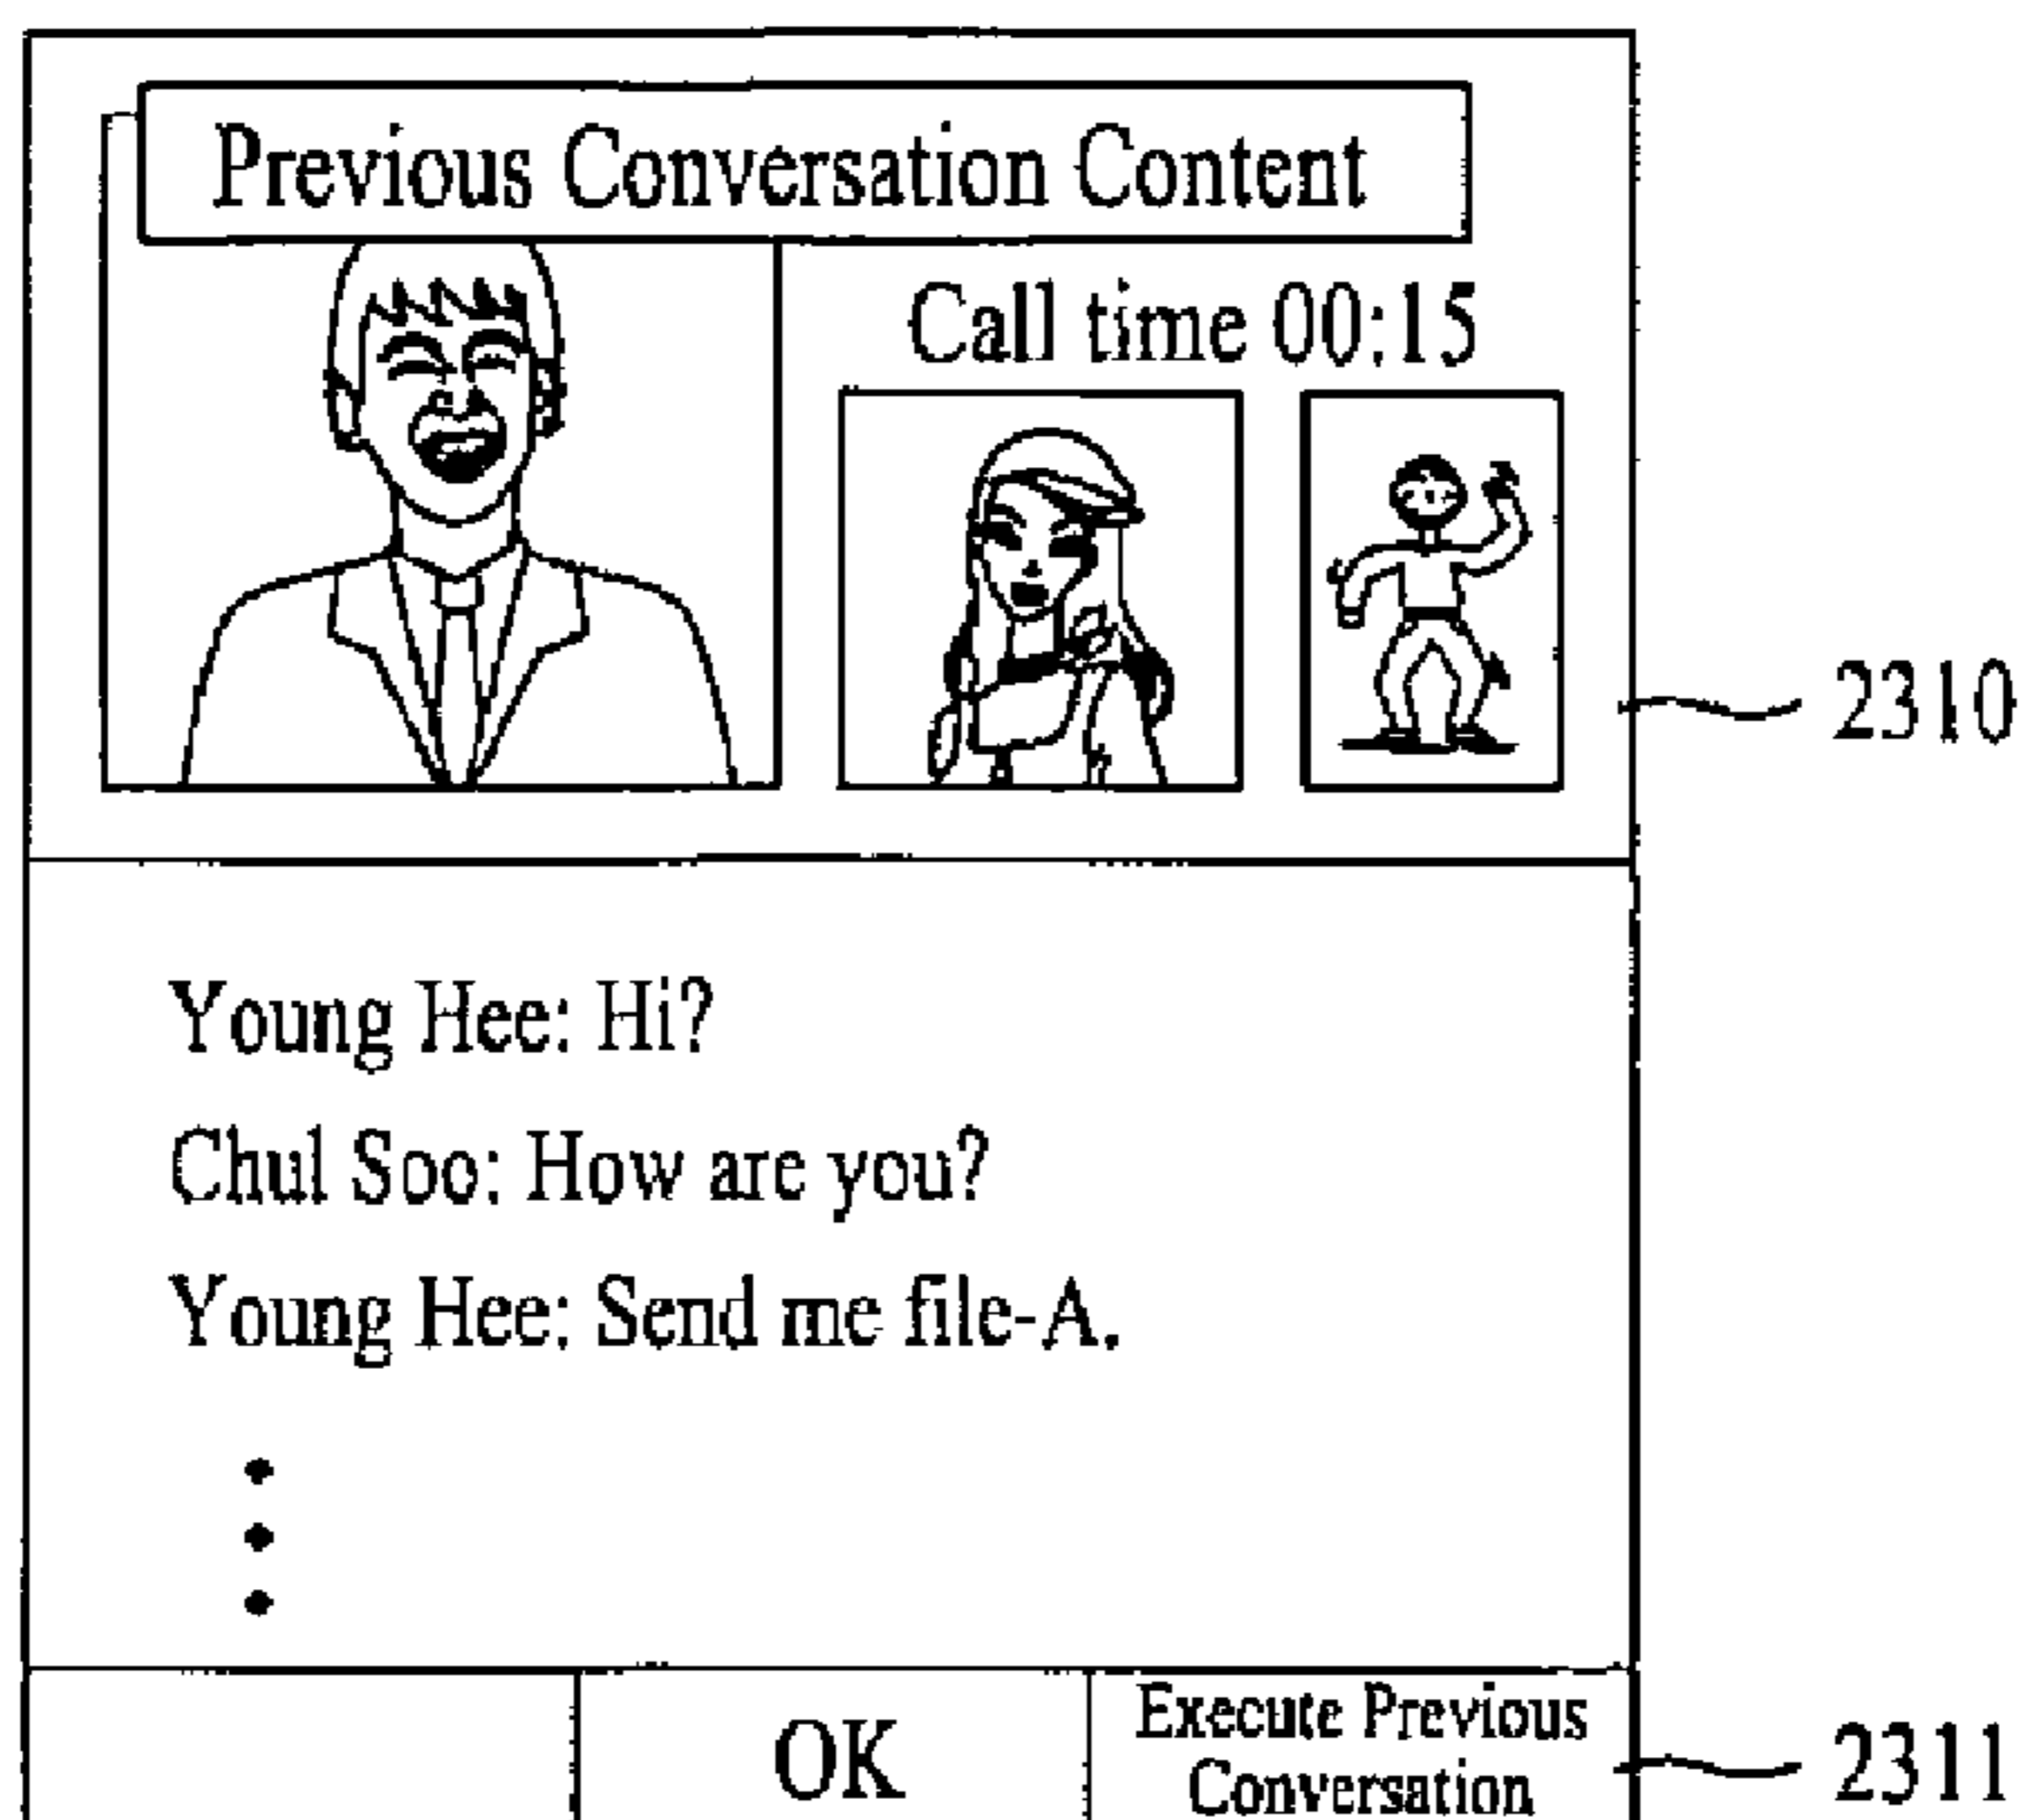 Previous Conversation Content
Call time 00:15
2310
Young Hee: Hi?
Chul Soo: How are you?
Young Hee: Send me file-A.
OK
Execute Previous
Conversation
2311